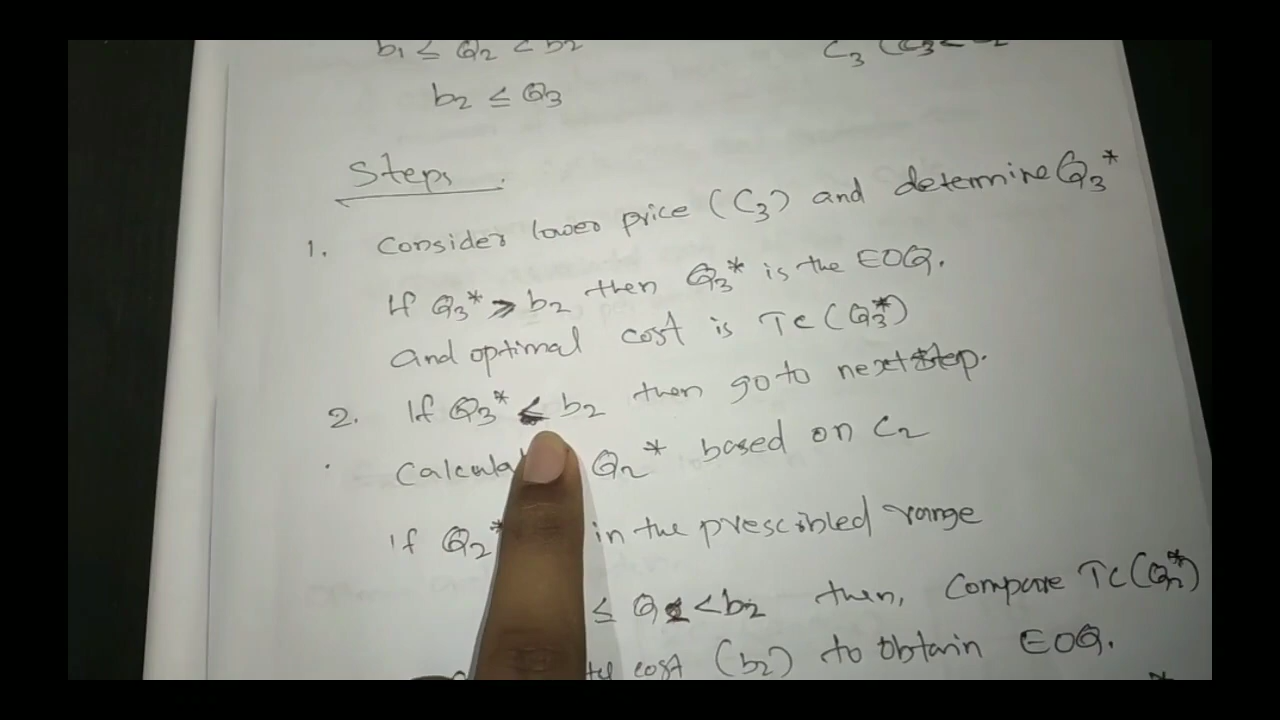 b₁ ≤ Q₂ < b₂
b₂ ≤ Q₃
Steps.
1. Consider lower price (C₃) and determine Q₃*
If Q₃* > b₂ then Q₃* is the EOQ.
and optimal cost is TC (Q₃*)
2. If Q₃* < b₂ then go to next step.
Q₂* based on C₂
If Q₂* in the prescribled range
≤ Q₂ < b₂ then, Compare TC(Q₂*)
cost (b₂) to obtain EOQ.